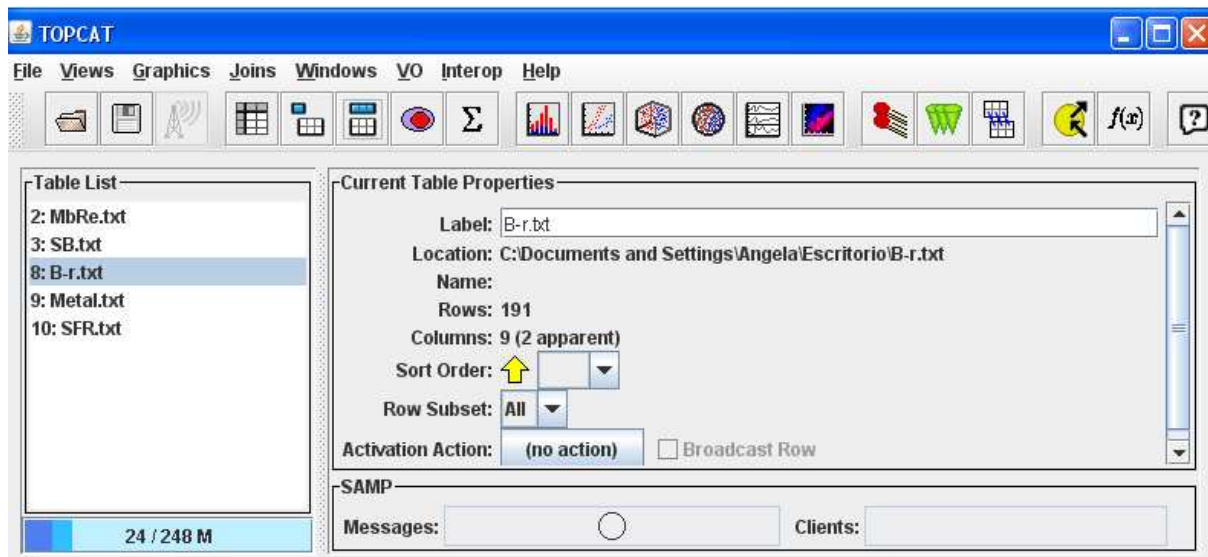 TOPCAT
File Views Graphics Joins Windows VO Interop Help
Σ f(x) ?
Table List
2: MbRe.txt
3: SB.txt
8: B-r.txt
9: Metal.txt
10: SFR.txt
24 / 248 M
Current Table Properties
Label: B-r.txt
Location: C:\Documents and Settings\Angela\Escritorio\B-r.txt
Name:
Rows: 191
Columns: 9 (2 apparent)
Sort Order:
Row Subset: All
Activation Action: (no action) Broadcast Row
SAMP
Messages: Clients: